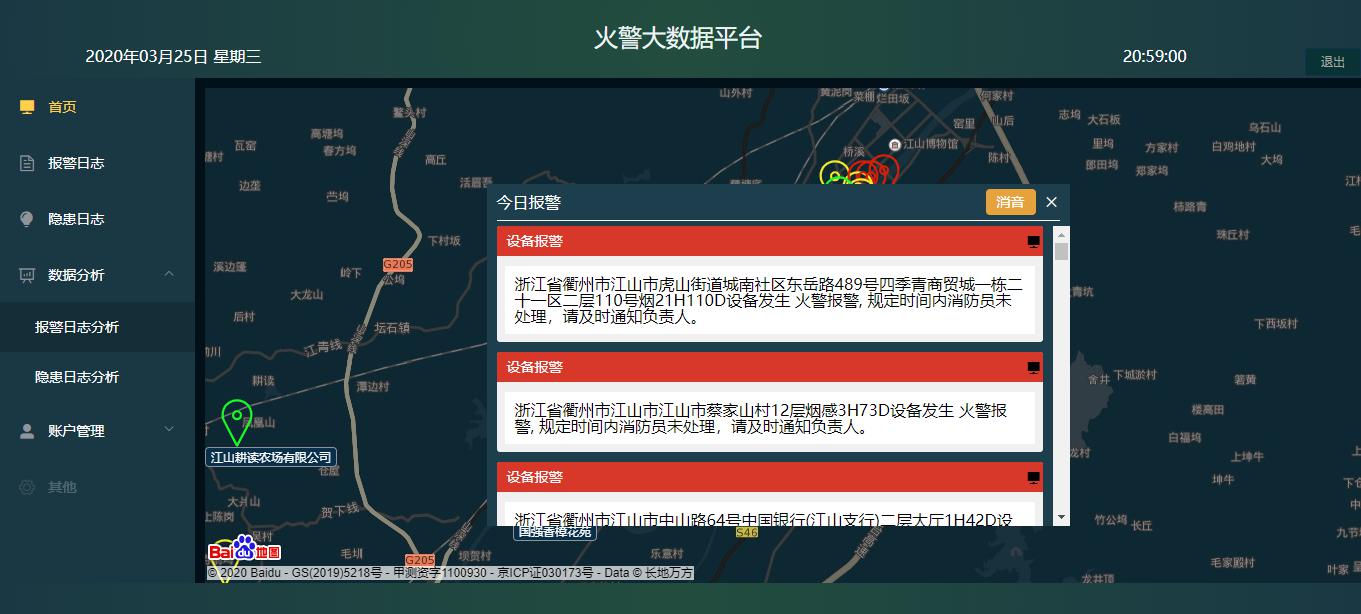 火警大数据平台
2020年03月25日 星期三
20:59:00
退出
首页
报警日志
隐患日志
数据分析
报警日志分析
隐患日志分析
账户管理
其他
今日报警
消音
设备报警
浙江省衢州市江山市虎山街道城南社区东岳路489号四季青商贸城一栋二
十一区二层110号烟21H110D设备发生 火警报警, 规定时间内消防员未
处理，请及时通知负责人。
设备报警
浙江省衢州市江山市江山市蔡家山村12层烟感3H73D设备发生 火警报
警, 规定时间内消防员未处理，请及时通知负责人。
设备报警
浙江省衢州市江山市中山路64号中国银行(江山支行)二层大厅1H42D设
山外村
黄泥岗
菜棚
烂田坂
何家村
鳌头村
窑里
山后
志坞
大石板
乌石山
高塘坞
瓦窑
塘村
春方坞
高庄
桥溪
江山博物馆
陈村
里坞
方家村
白鸡地村
大坞
郎田坞
郑家坞
边垄
活眉吾
芒坞
柿路青
珠丘村
下村坂
G205
公坞
溪边篷
岭下
大龙山
后村
坛石镇
江青线
青坑
下西坂村
耕读
潭边村
舍井
下城淤村
箬黄
凤凰山
楼高田
江山耕读农场有限公司
仓屋
白福坞
龙村
上坤牛
坤牛
大爿山
上陈岗
贺下线
竹公坞
长丘
国强香樟花苑
S46
毛圳
G205
坝贺村
乐意村
毛家殿村
叶家
龙井顶
Baidu地图
© 2020 Baidu - GS(2019)5218号 - 甲测资字1100930 - 京ICP证030173号 - Data © 长地万方